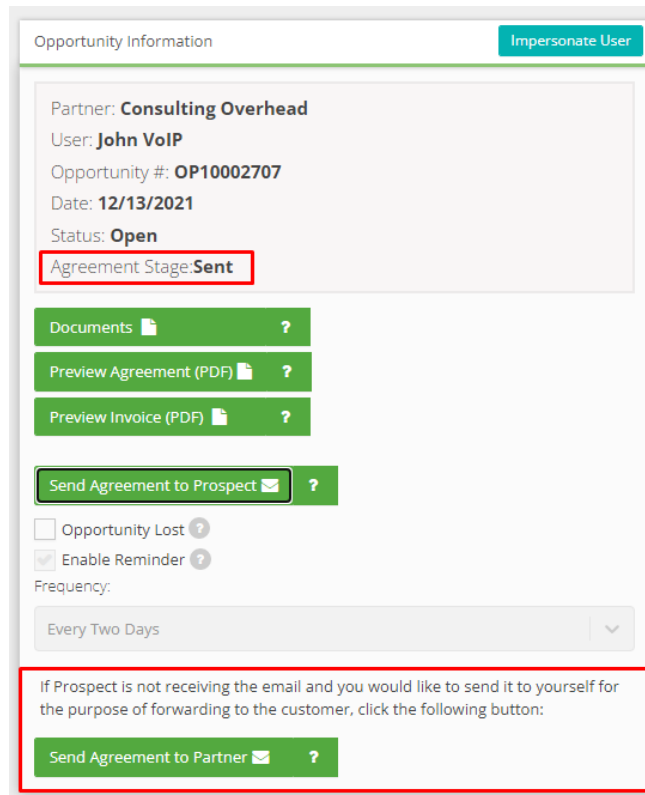 Opportunity Information
Impersonate User
Partner: Consulting Overhead
User: John VoIP
Opportunity #: OP10002707
Date: 12/13/2021
Status: Open
Agreement Stage:Sent
Documents ?
Preview Agreement (PDF) ?
Preview Invoice (PDF) ?
Send Agreement to Prospect ?
Opportunity Lost ?
Enable Reminder ?
Frequency:
Every Two Days
If Prospect is not receiving the email and you would like to send it to yourself for
the purpose of forwarding to the customer, click the following button:
Send Agreement to Partner ?